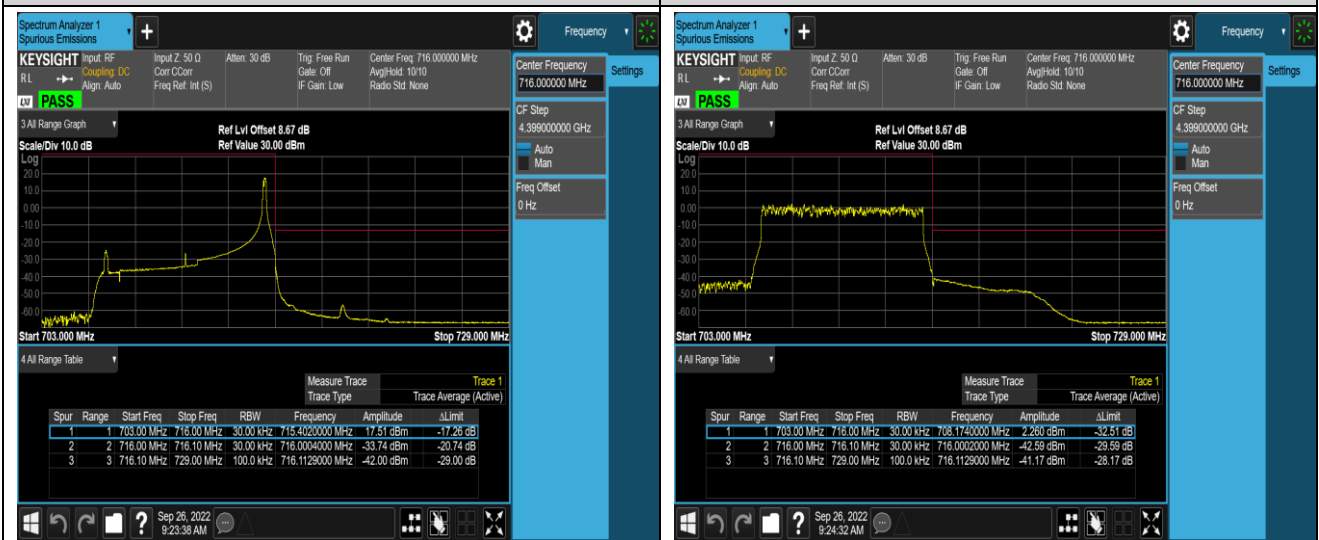 Spectrum Analyzer 1
Spurious Emissions
Frequency
KEYSIGHT Input: RF Input Z: 50 Ω Atten: 30 dB Trig: Free Run Center Freq: 716.000000 MHz
RL Coupling: DC Corr CCorr Gate: Off Avg|Hold: 10/10
Align: Auto Freq Ref: Int (S) IF Gain: Low Radio Std: None
LXI PASS
Center Frequency
716.000000 MHz
Settings
CF Step
4.399000000 GHz
Auto
Man
Freq Offset
0 Hz
3 All Range Graph
Ref Lvl Offset 8.67 dB
Scale/Div 10.0 dB Ref Value 30.00 dBm
Log
20.0
10.0
0.00
-10.0
-20.0
-30.0
-40.0
-50.0
-60.0
Start 703.000 MHz Stop 729.000 MHz
4 All Range Table
Measure Trace Trace 1
Trace Type Trace Average (Active)
Spur Range Start Freq Stop Freq RBW Frequency Amplitude ΔLimit
1 1 703.00 MHz 716.00 MHz 30.00 kHz 715.4020000 MHz 17.51 dBm -17.26 dB
2 2 716.00 MHz 716.10 MHz 30.00 kHz 716.0004000 MHz -33.74 dBm -20.74 dB
3 3 716.10 MHz 729.00 MHz 100.0 kHz 716.1129000 MHz -42.00 dBm -29.00 dB
Sep 26, 2022
9:23:38 AM
Spectrum Analyzer 1
Spurious Emissions
Frequency
KEYSIGHT Input: RF Input Z: 50 Ω Atten: 30 dB Trig: Free Run Center Freq: 716.000000 MHz
RL Coupling: DC Corr CCorr Gate: Off Avg|Hold: 10/10
Align: Auto Freq Ref: Int (S) IF Gain: Low Radio Std: None
LXI PASS
Center Frequency
716.000000 MHz
Settings
CF Step
4.399000000 GHz
Auto
Man
Freq Offset
0 Hz
3 All Range Graph
Ref Lvl Offset 8.67 dB
Scale/Div 10.0 dB Ref Value 30.00 dBm
Log
20.0
10.0
0.00
-10.0
-20.0
-30.0
-40.0
-50.0
-60.0
Start 703.000 MHz Stop 729.000 MHz
4 All Range Table
Measure Trace Trace 1
Trace Type Trace Average (Active)
Spur Range Start Freq Stop Freq RBW Frequency Amplitude ΔLimit
1 1 703.00 MHz 716.00 MHz 30.00 kHz 708.1740000 MHz 2.260 dBm -32.51 dB
2 2 716.00 MHz 716.10 MHz 30.00 kHz 716.0002000 MHz -42.59 dBm -29.59 dB
3 3 716.10 MHz 729.00 MHz 100.0 kHz 716.1129000 MHz -41.17 dBm -28.17 dB
Sep 26, 2022
9:24:32 AM